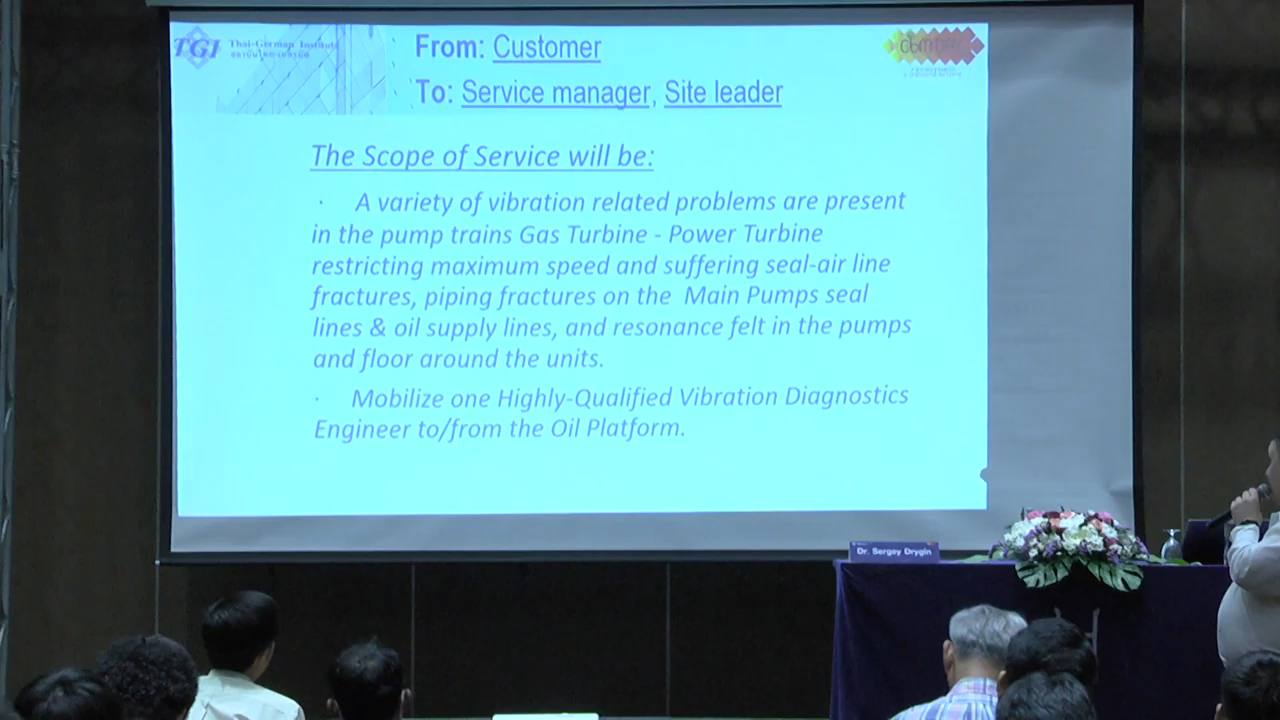 TGI Thai-German Institute
From: Customer
To: Service manager, Site leader
The Scope of Service will be:
· A variety of vibration related problems are present
in the pump trains Gas Turbine - Power Turbine
restricting maximum speed and suffering seal-air line
fractures, piping fractures on the Main Pumps seal
lines & oil supply lines, and resonance felt in the pumps
and floor around the units.
· Mobilize one Highly-Qualified Vibration Diagnostics
Engineer to/from the Oil Platform.
Dr. Sergey Drygin